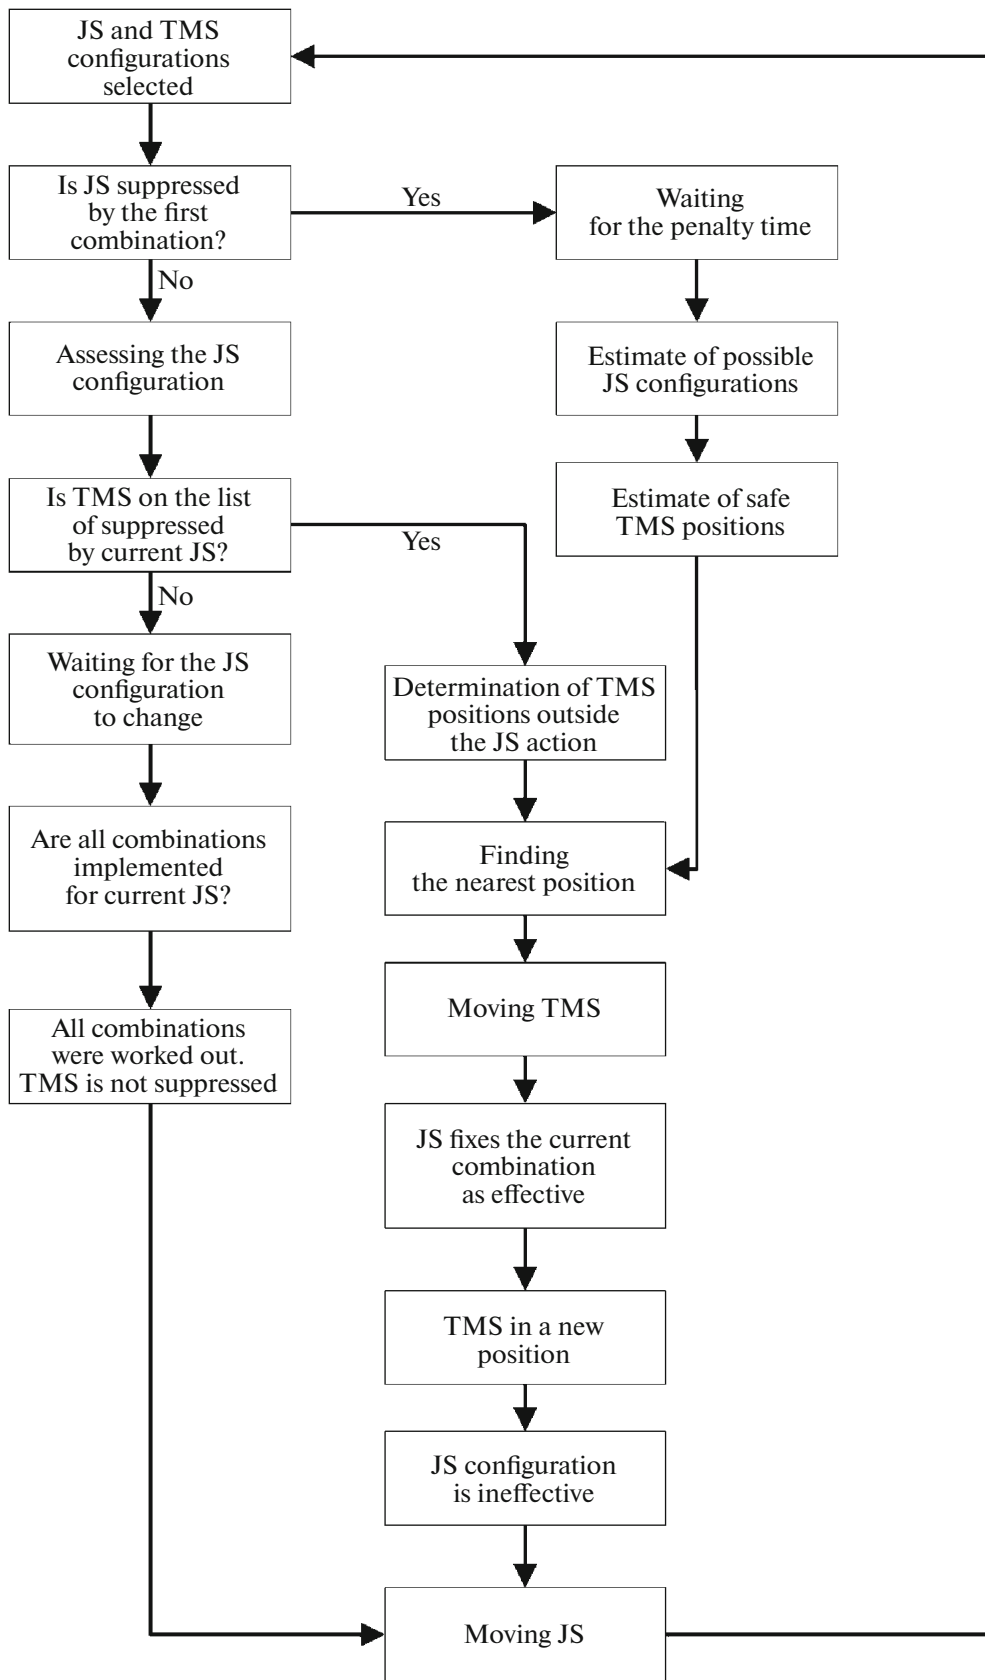 JS and TMS
configurations
selected
Is JS suppressed
by the first
combination?
Yes
Waiting
for the penalty time
No
Assessing the JS
configuration
Estimate of possible
JS configurations
Is TMS on the list
of suppressed
by current JS?
Yes
Estimate of safe
TMS positions
No
Waiting for the JS
configuration
to change
Determination of TMS
positions outside
the JS action
Are all combinations
implemented
for current JS?
Finding
the nearest position
Moving TMS
All combinations
were worked out.
TMS is not suppressed
JS fixes the current
combination
as effective
TMS in a new
position
JS configuration
is ineffective
Moving JS